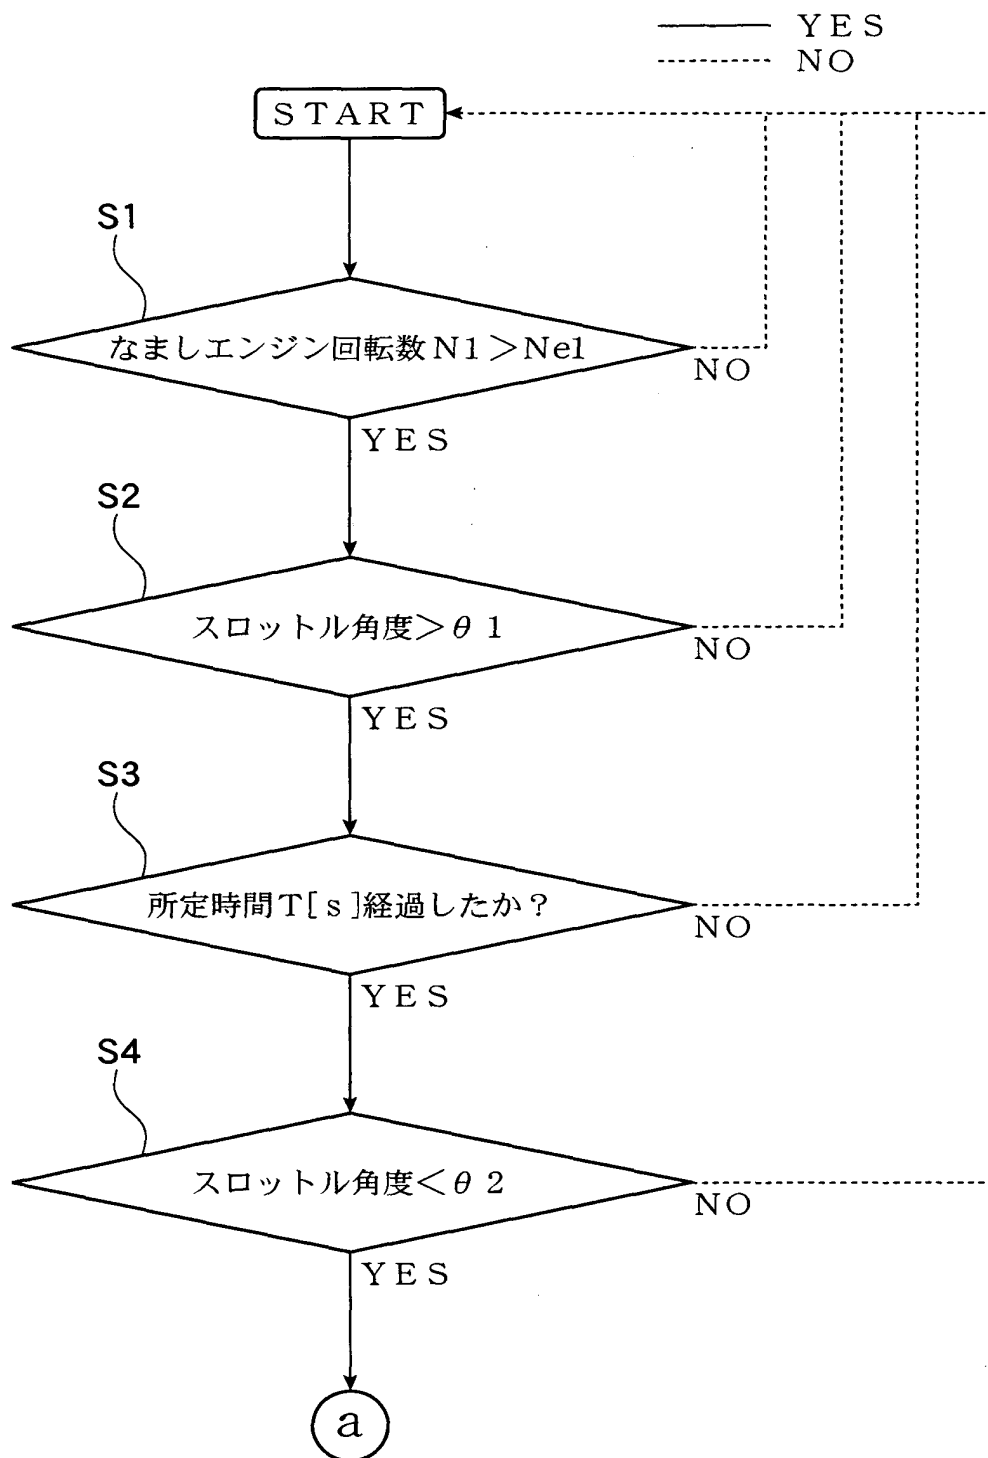 YES
NO
START
S1
なましエンジン回転数N1＞Ne1
NO
YES
S2
スロットル角度＞θ1
NO
YES
S3
所定時間T[s]経過したか？
NO
YES
S4
スロットル角度＜θ2
NO
YES
a